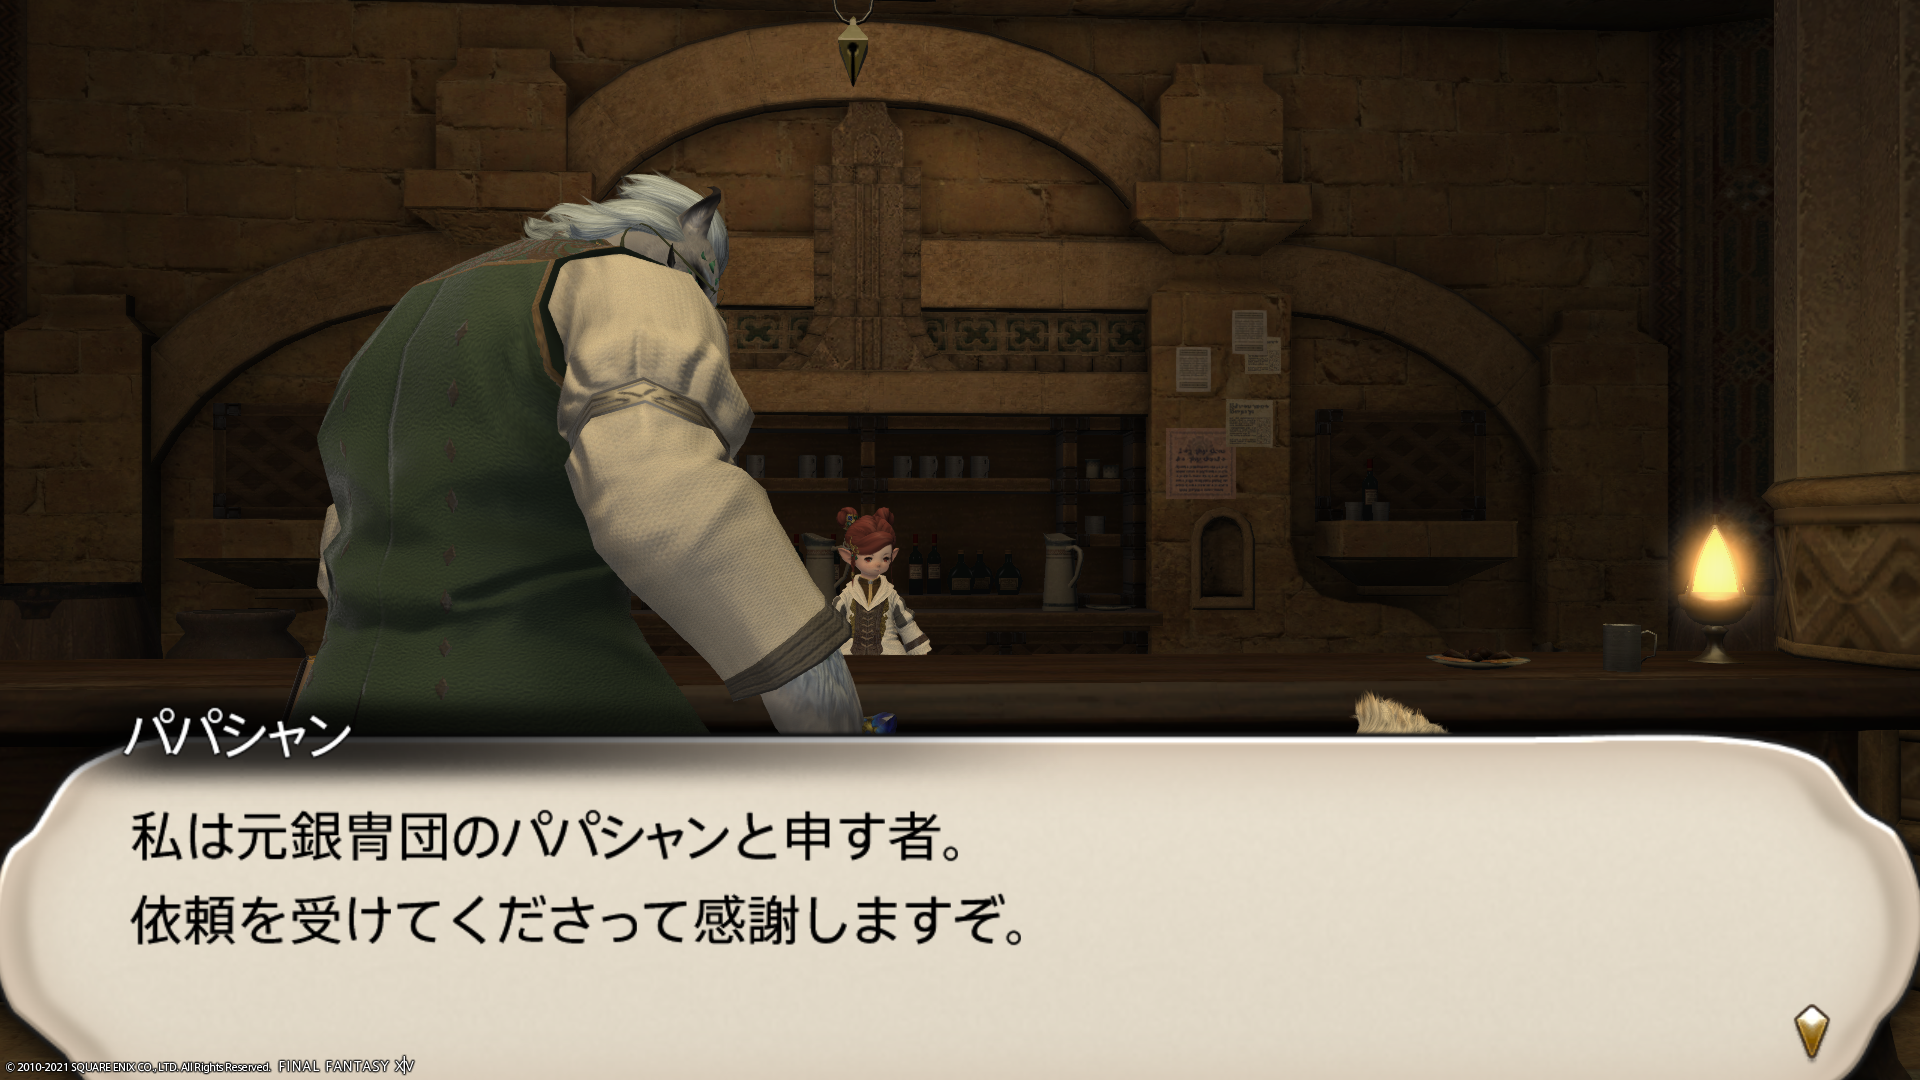 パパシャン
私は元銀冑団のパパシャンと申す者。
依頼を受けてくださって感謝しますぞ。
© 2010-2021 SQUARE ENIX CO., LTD. All Rights Reserved. FINAL FANTASY XIV